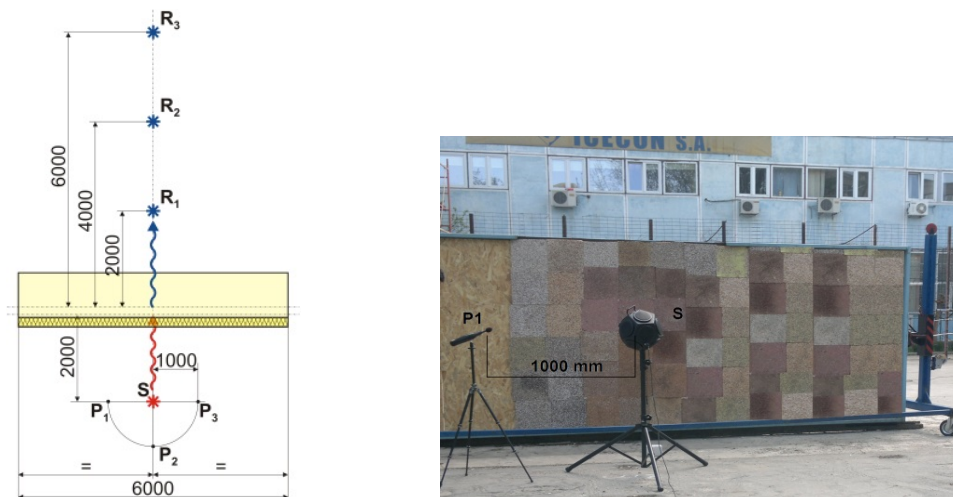 R3
6000
R2
4000
R1
2000
2000
1000
S
P1
P3
P2
=
=
6000
ICECON S.A.
P1
S
1000 mm